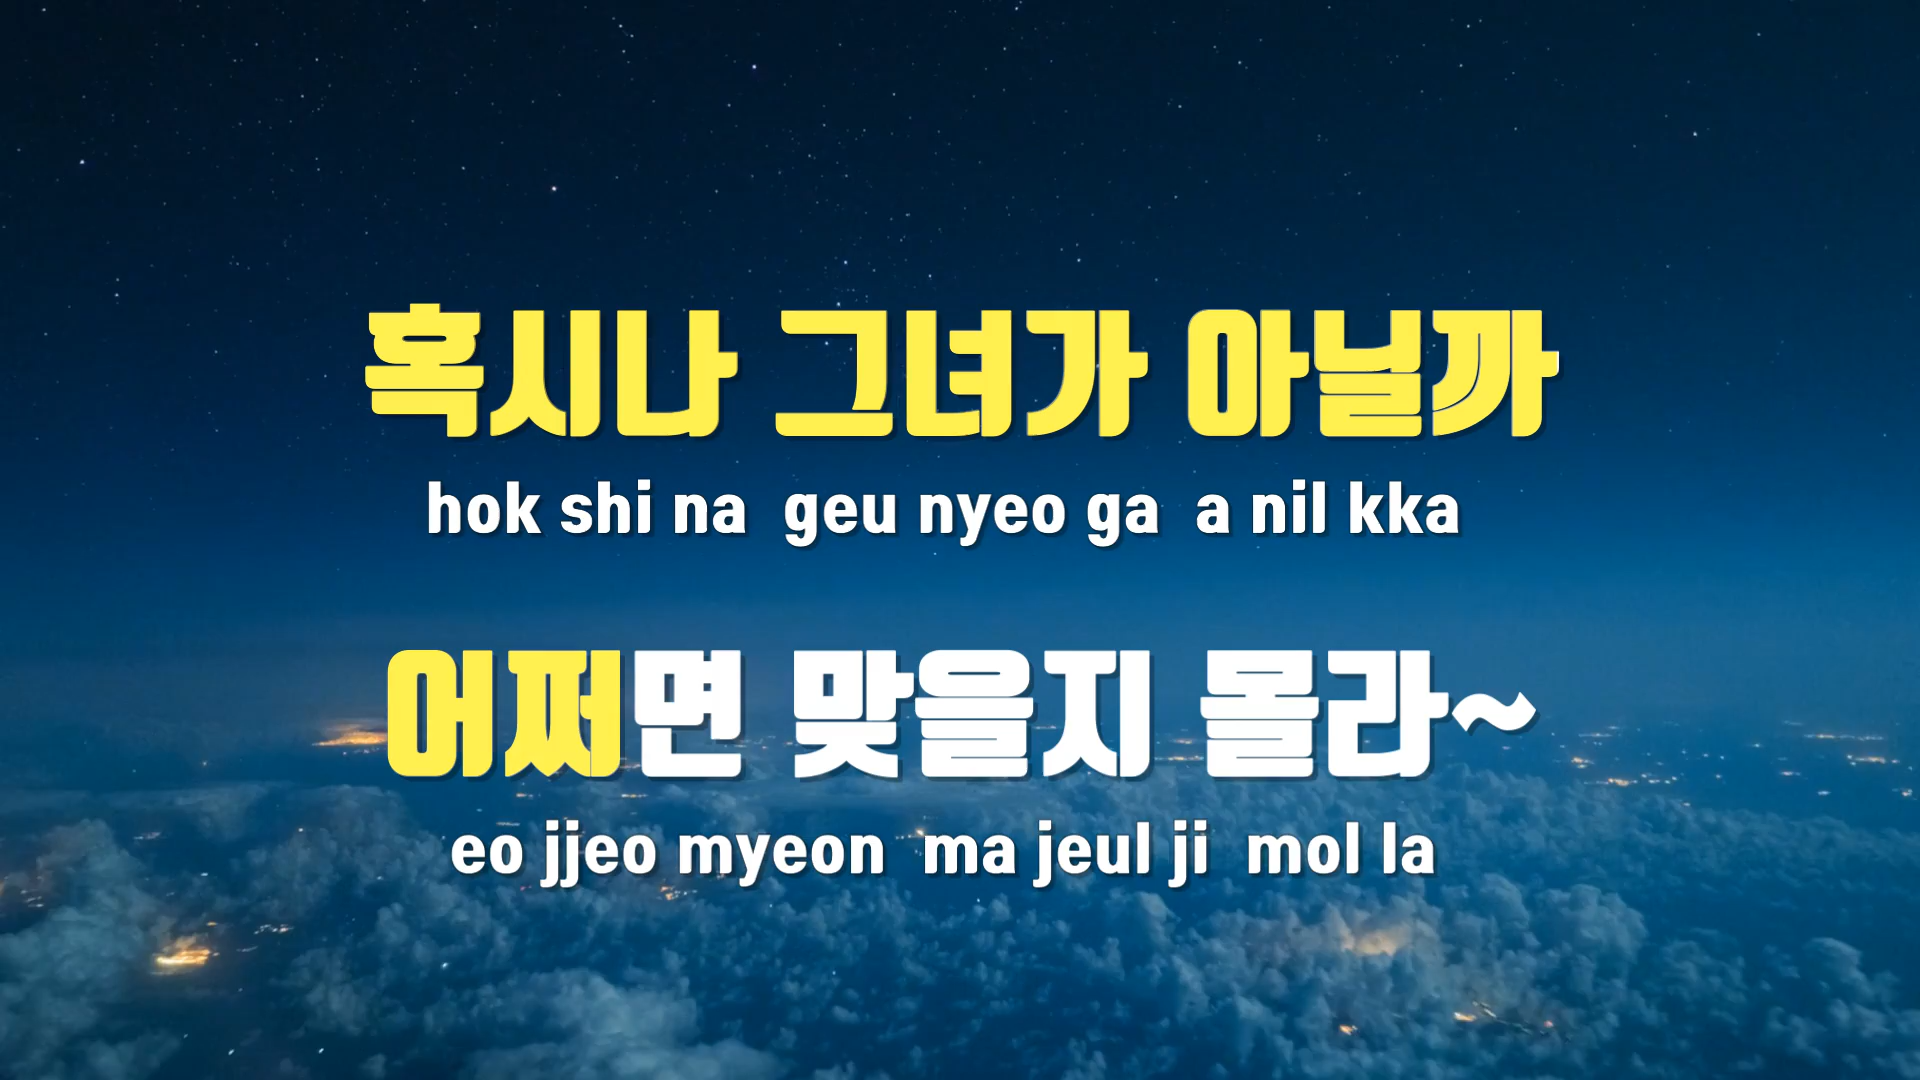 혹시나 그녀가 아닐까
hok shi na geu nyeo ga a nil kka
어쩌면 맞을지 몰라~
eo jjeo myeon ma jeul ji mol la